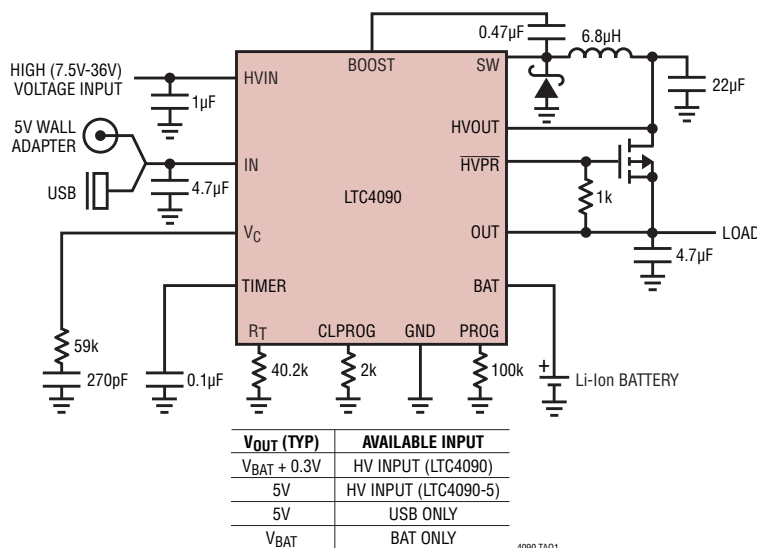 HIGH (7.5V-36V)
VOLTAGE INPUT
1µF
5V WALL
ADAPTER
USB
4.7µF
59k
270pF
0.1µF
HVIN
IN
VC
TIMER
BOOST
SW
HVOUT
HVPR
LTC4090
OUT
BAT
RT
CLPROG
GND
PROG
40.2k
2k
100k
0.47µF
6.8µH
22µF
1k
LOAD
4.7µF
+
Li-Ion BATTERY
VOUT (TYP) AVAILABLE INPUT
VBAT + 0.3V HV INPUT (LTC4090)
5V HV INPUT (LTC4090-5)
5V USB ONLY
VBAT BAT ONLY
4090 TA01